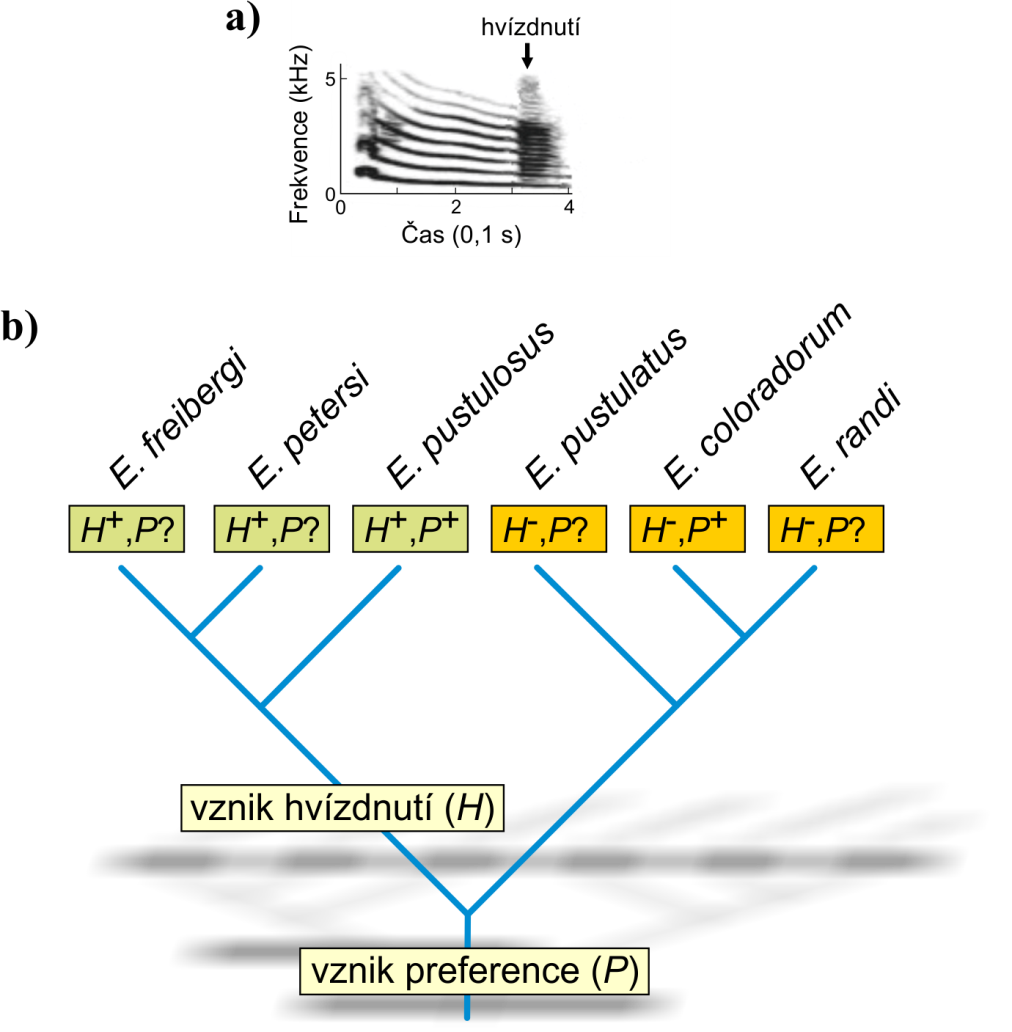 a)
hvízdnutí
Frekvence (kHz)
5
0
0 2 4
Čas (0,1 s)
b)
E. freibergi
E. petersi
E. pustulosus
E. pustulatus
E. coloradorum
E. randi
H+,P? H+,P? H+,P+ H-,P? H-,P+ H-,P?
vznik hvízdnutí (H)
vznik preference (P)